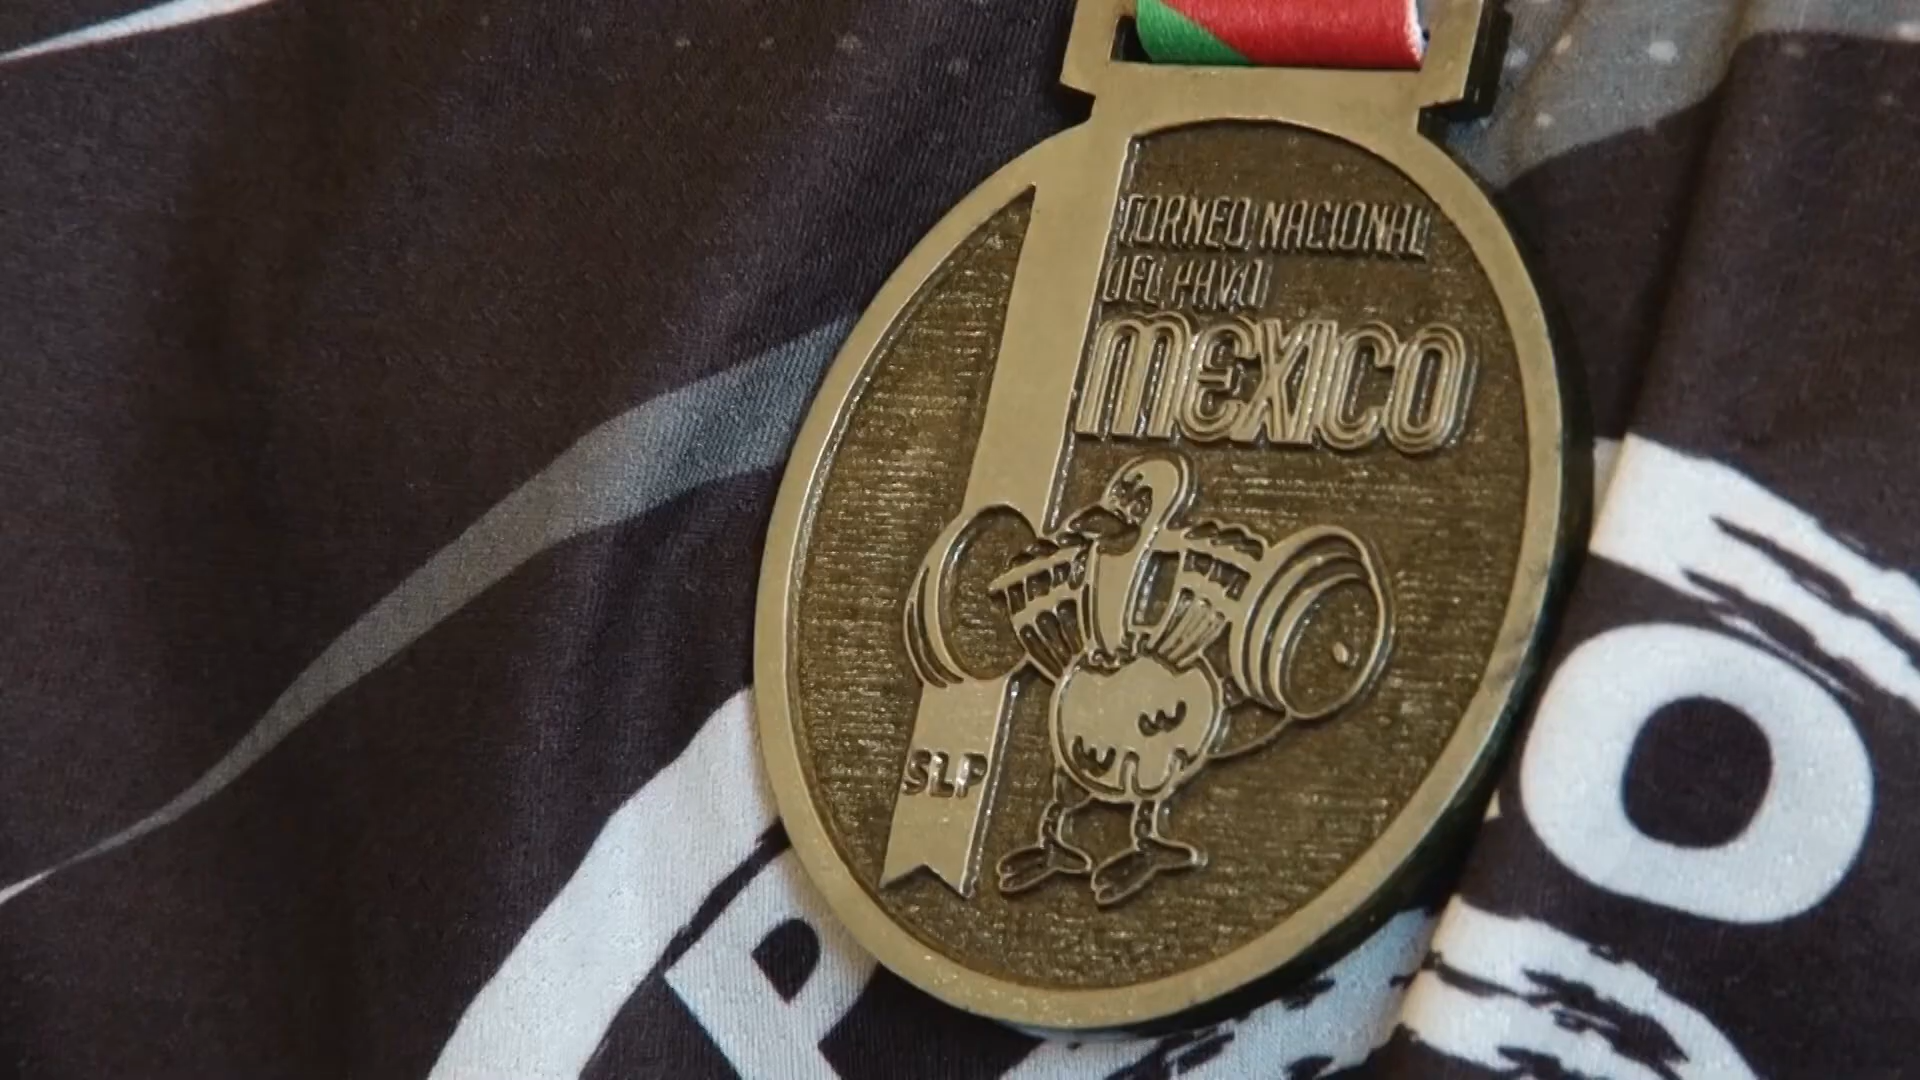 TORNEO NACIONAL
DEL PAVO
MEXICO
SLP
P
O